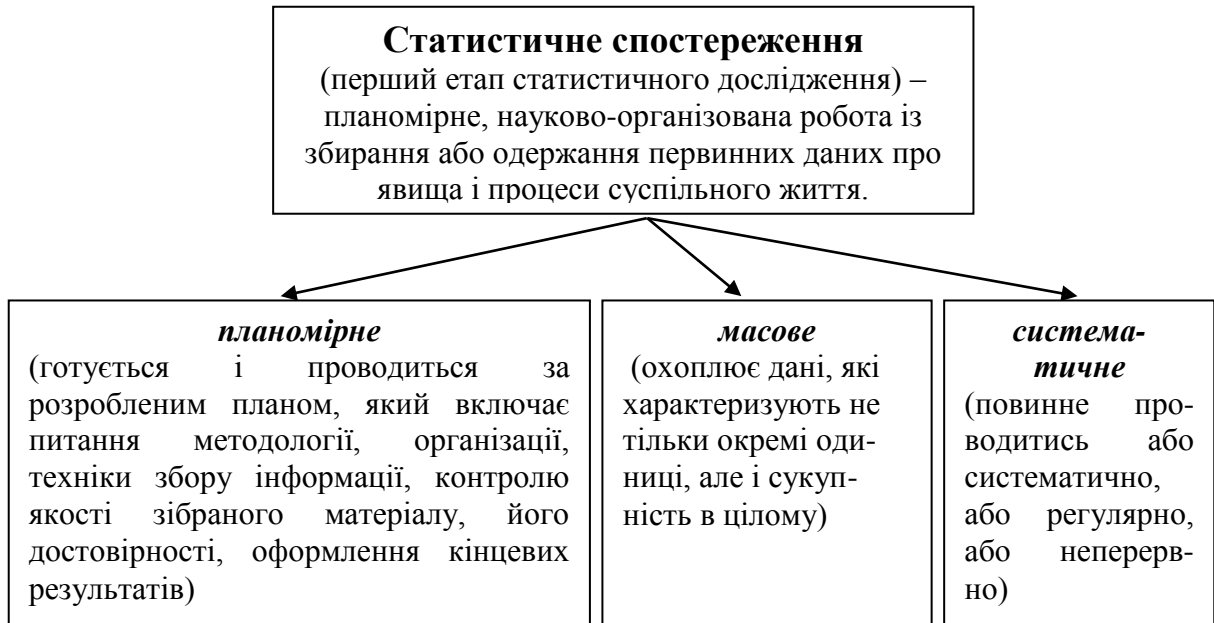 Статистичне спостереження
(перший етап статистичного дослідження) –
планомірне, науково-організована робота із
збирання або одержання первинних даних про
явища і процеси суспільного життя.
планомірне
(готується і проводиться за
розробленим планом, який включає
питання методології, організації,
техніки збору інформації, контролю
якості зібраного матеріалу, його
достовірності, оформлення кінцевих
результатів)
масове
(охоплює дані, які
характеризують не
тільки окремі оди-
ниці, але і сукуп-
ність в цілому)
система-
тичне
(повинне про-
водитись або
систематично,
або регулярно,
або неперерв-
но)